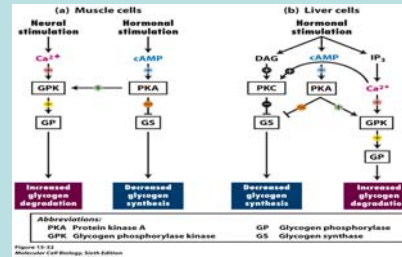 (a) Muscle cells
Neural
stimulation
Hormonal
stimulation
Ca2+
cAMP
GPK
PKA
GP
GS
Increased
glycogen
degradation
Decreased
glycogen
synthesis
(b) Liver cells
Hormonal
stimulation
DAG
cAMP
IP3
PKC
PKA
Ca2+
GS
GPK
GP
Decreased
glycogen
synthesis
Increased
glycogen
degradation
Abbreviations:
PKA Protein kinase A
GP Glycogen phosphorylase
GPK Glycogen phosphorylase kinase
GS Glycogen synthase
Figure 15-32
Molecular Cell Biology, Sixth Edition